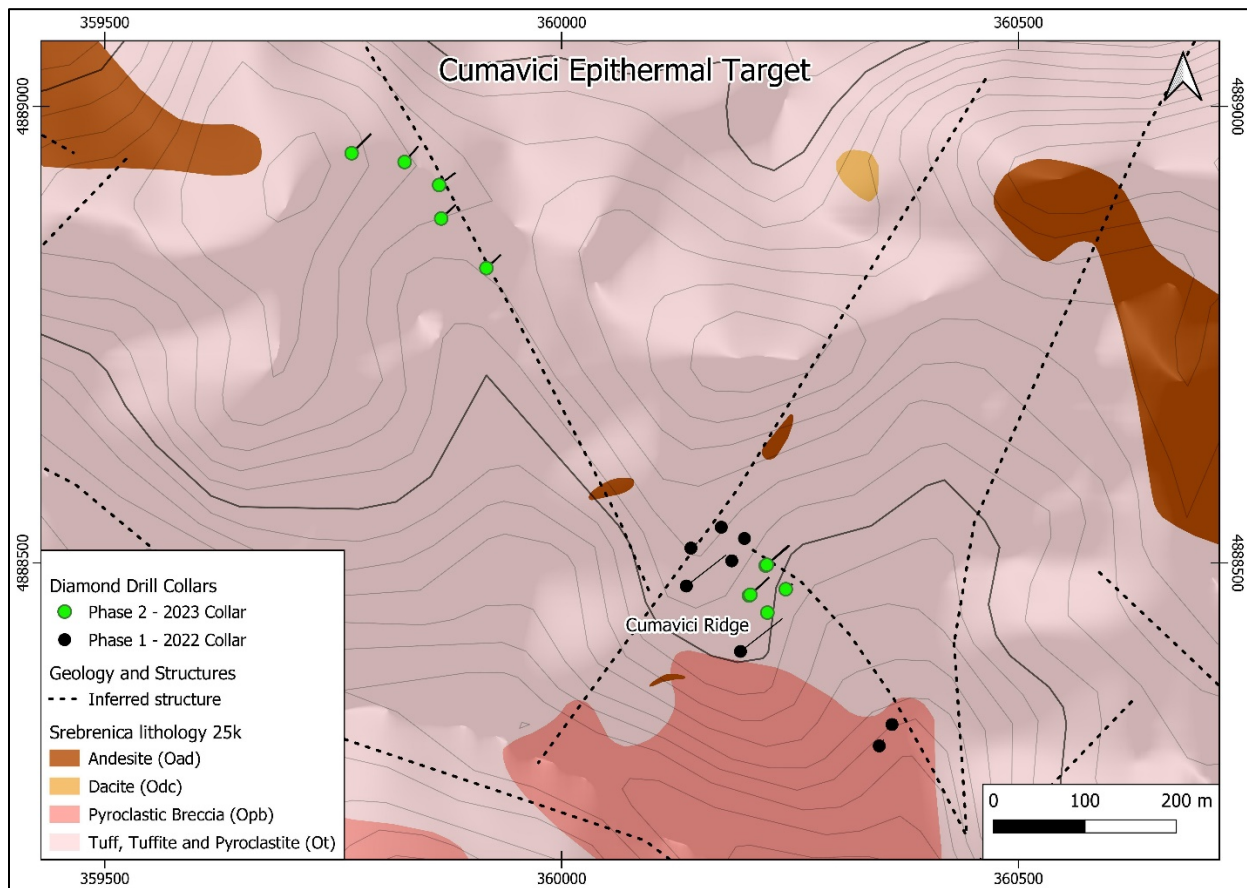 359500 360000 360500
Cumavici Epithermal Target
4889000 4889000
4888500 4888500
Cumavici Ridge
Diamond Drill Collars
Phase 2 - 2023 Collar
Phase 1 - 2022 Collar
Geology and Structures
Inferred structure
Srebrenica lithology 25k
Andesite (Oad)
Dacite (Odc)
Pyroclastic Breccia (Opb)
Tuff, Tuffite and Pyroclastite (Ot)
0 100 200 m
359500 360000 360500